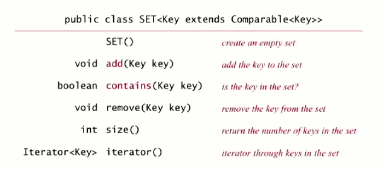 public class SET<Key extends Comparable<Key>>
SET() create an empty set
void add(Key key) add the key to the set
boolean contains(Key key) is the key in the set?
void remove(Key key) remove the key from the set
int size() return the number of keys in the set
Iterator<Key> iterator() iterator through keys in the set